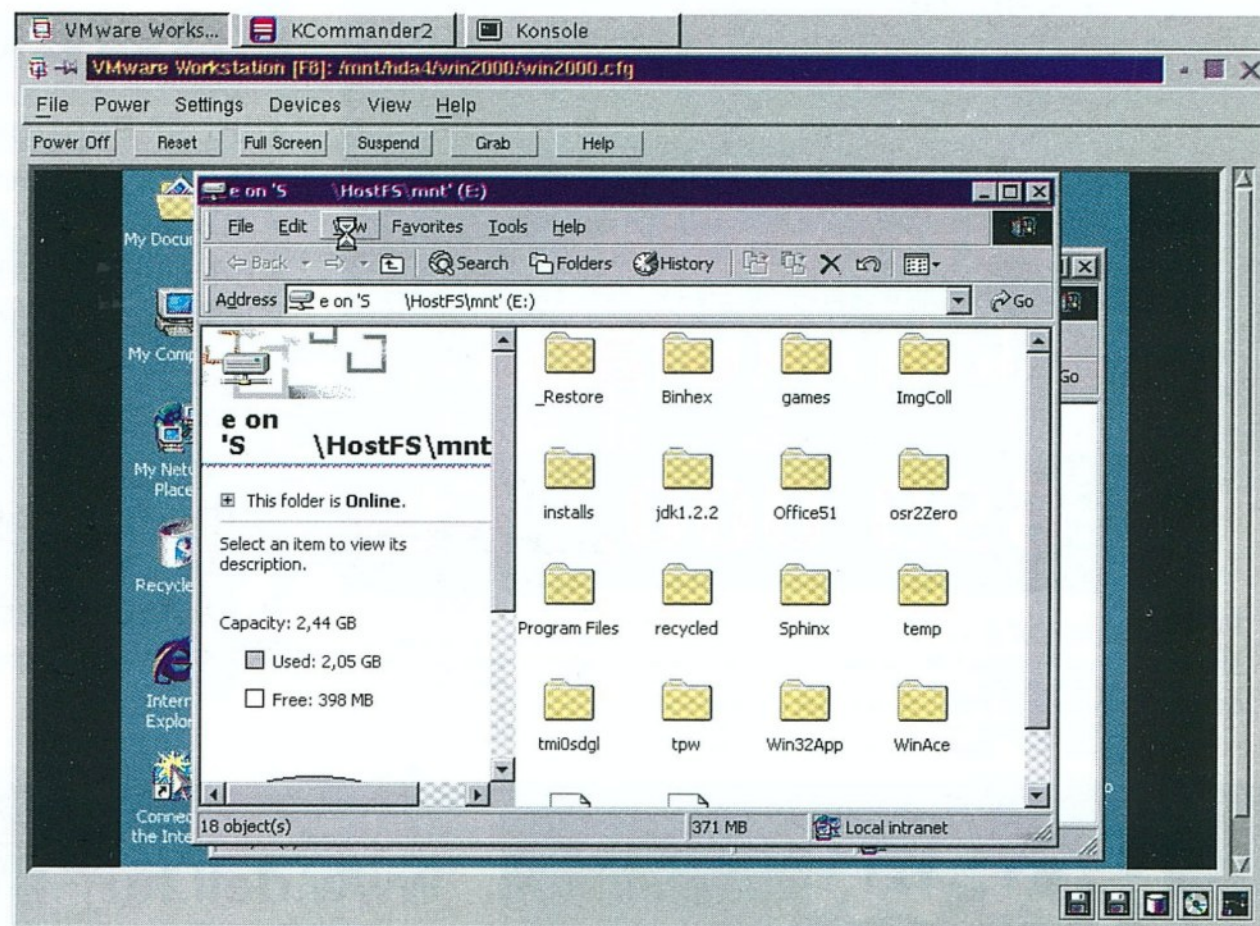 VMware Works... KCommander2 Konsole
VMware Workstation [F8]: /mnt/hda4/win2000/win2000.cfg
File Power Settings Devices View Help
Power Off Reset Full Screen Suspend Grab Help
e on 'S \HostFS\mnt' (E:)
File Edit Favorites Tools Help
Back Search Folders History
Address e on 'S \HostFS\mnt' (E:) Go
Go
My Docu
My Comp
My Netw
Place
Recycle
Intern
Explor
Connec
the Inte
e on
'S \HostFS\mnt
This folder is Online.
Select an item to view its
description.
Capacity: 2,44 GB
Used: 2,05 GB
Free: 398 MB
_Restore Binhex games ImgColl
installs jdk1.2.2 Office51 osr2Zero
Program Files recycled Sphinx temp
tmi0sdgl tpw Win32App WinAce
18 object(s) 371 MB Local intranet